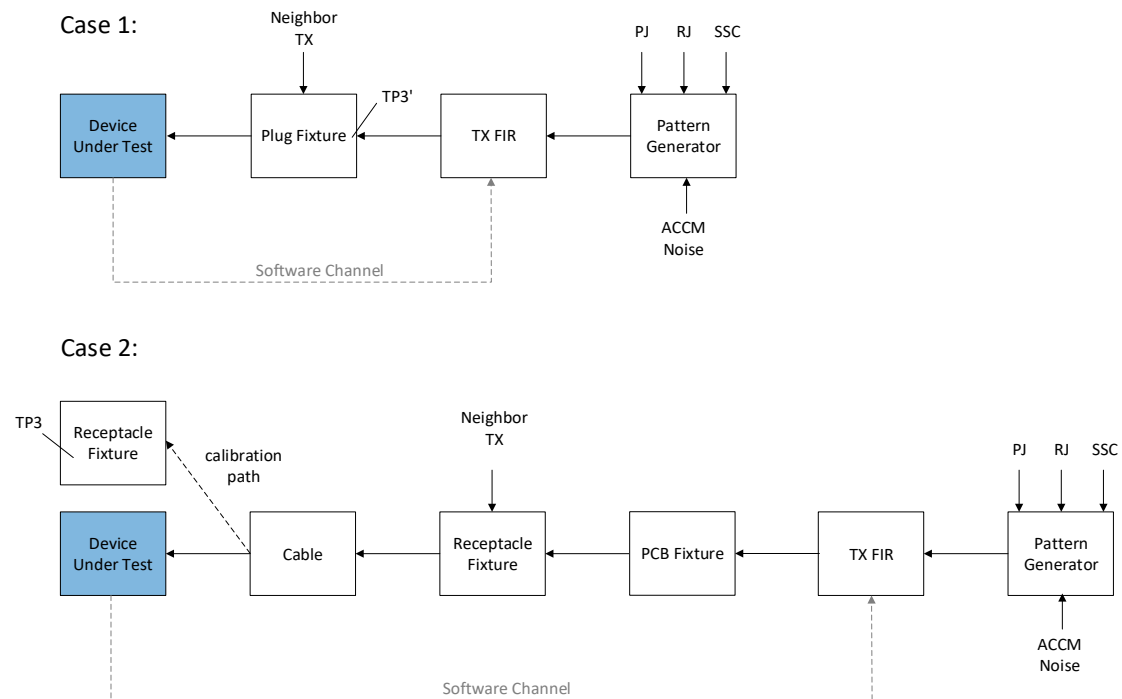 Case 1:
Neighbor
TX
PJ
RJ
SSC
TP3'
Device
Under Test
Plug Fixture
TX FIR
Pattern
Generator
ACCM
Noise
Software Channel
Case 2:
TP3
Receptacle
Fixture
calibration
path
Neighbor
TX
PJ
RJ
SSC
Device
Under Test
Cable
Receptacle
Fixture
PCB Fixture
TX FIR
Pattern
Generator
ACCM
Noise
Software Channel